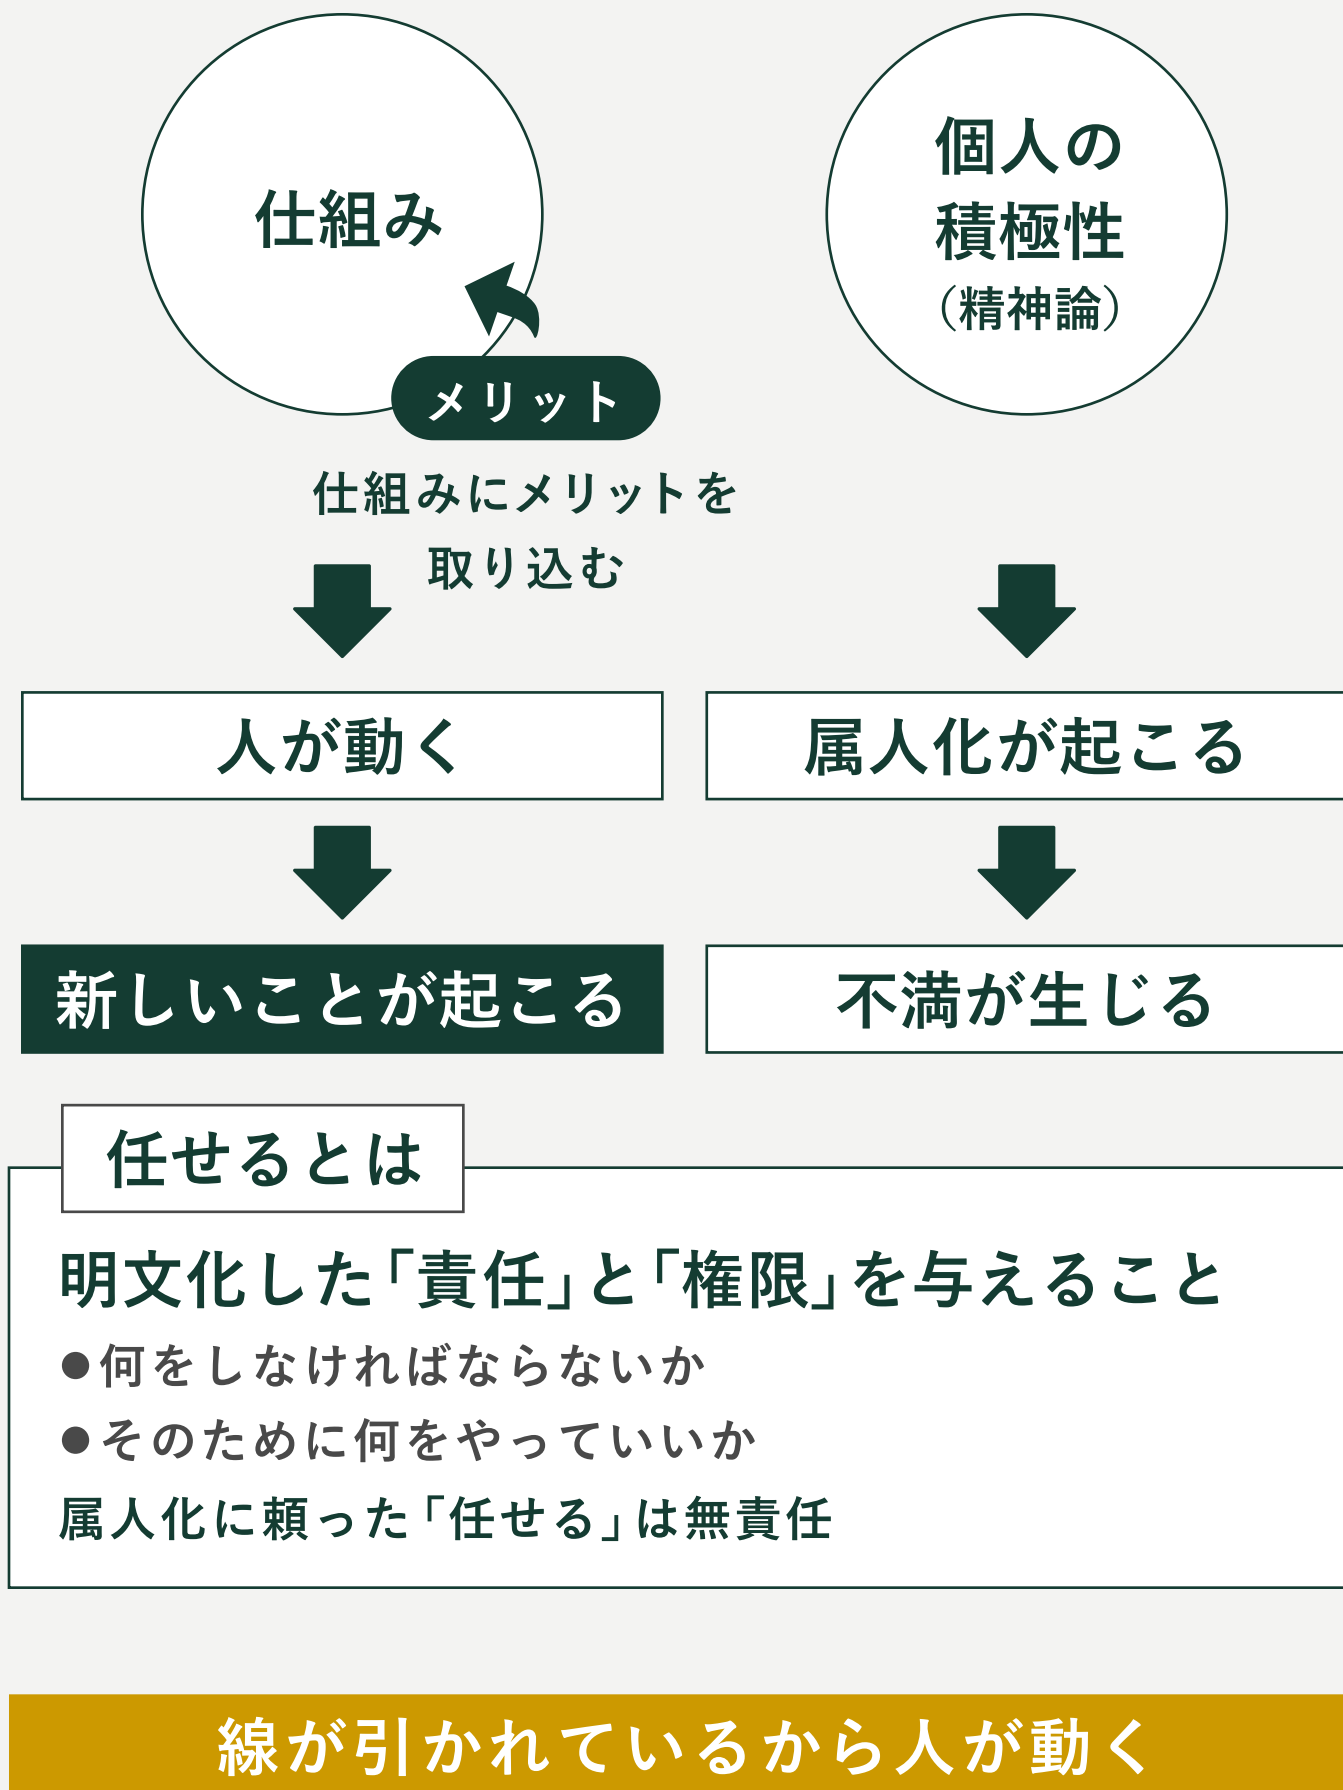 仕組み
メリット
仕組みにメリットを
取り込む
人が動く
新しいことが起こる
個人の
積極性
（精神論）
属人化が起こる
不満が生じる
任せるとは
明文化した「責任」と「権限」を与えること
●何をしなければならないか
●そのために何をやっていいか
属人化に頼った「任せる」は無責任
線が引かれているから人が動く